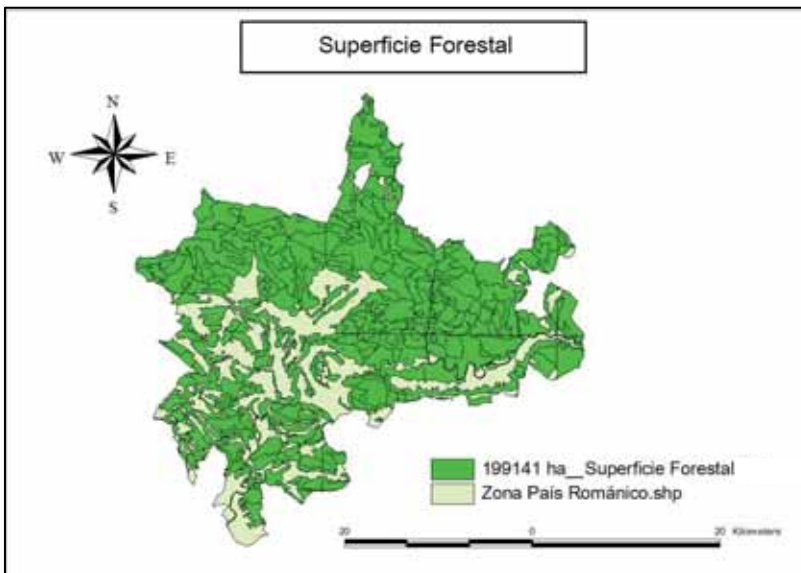 Superficie Forestal
N
W E
S
199141 ha__Superficie Forestal
Zona País Románico.shp
20 0 20 Kilometers